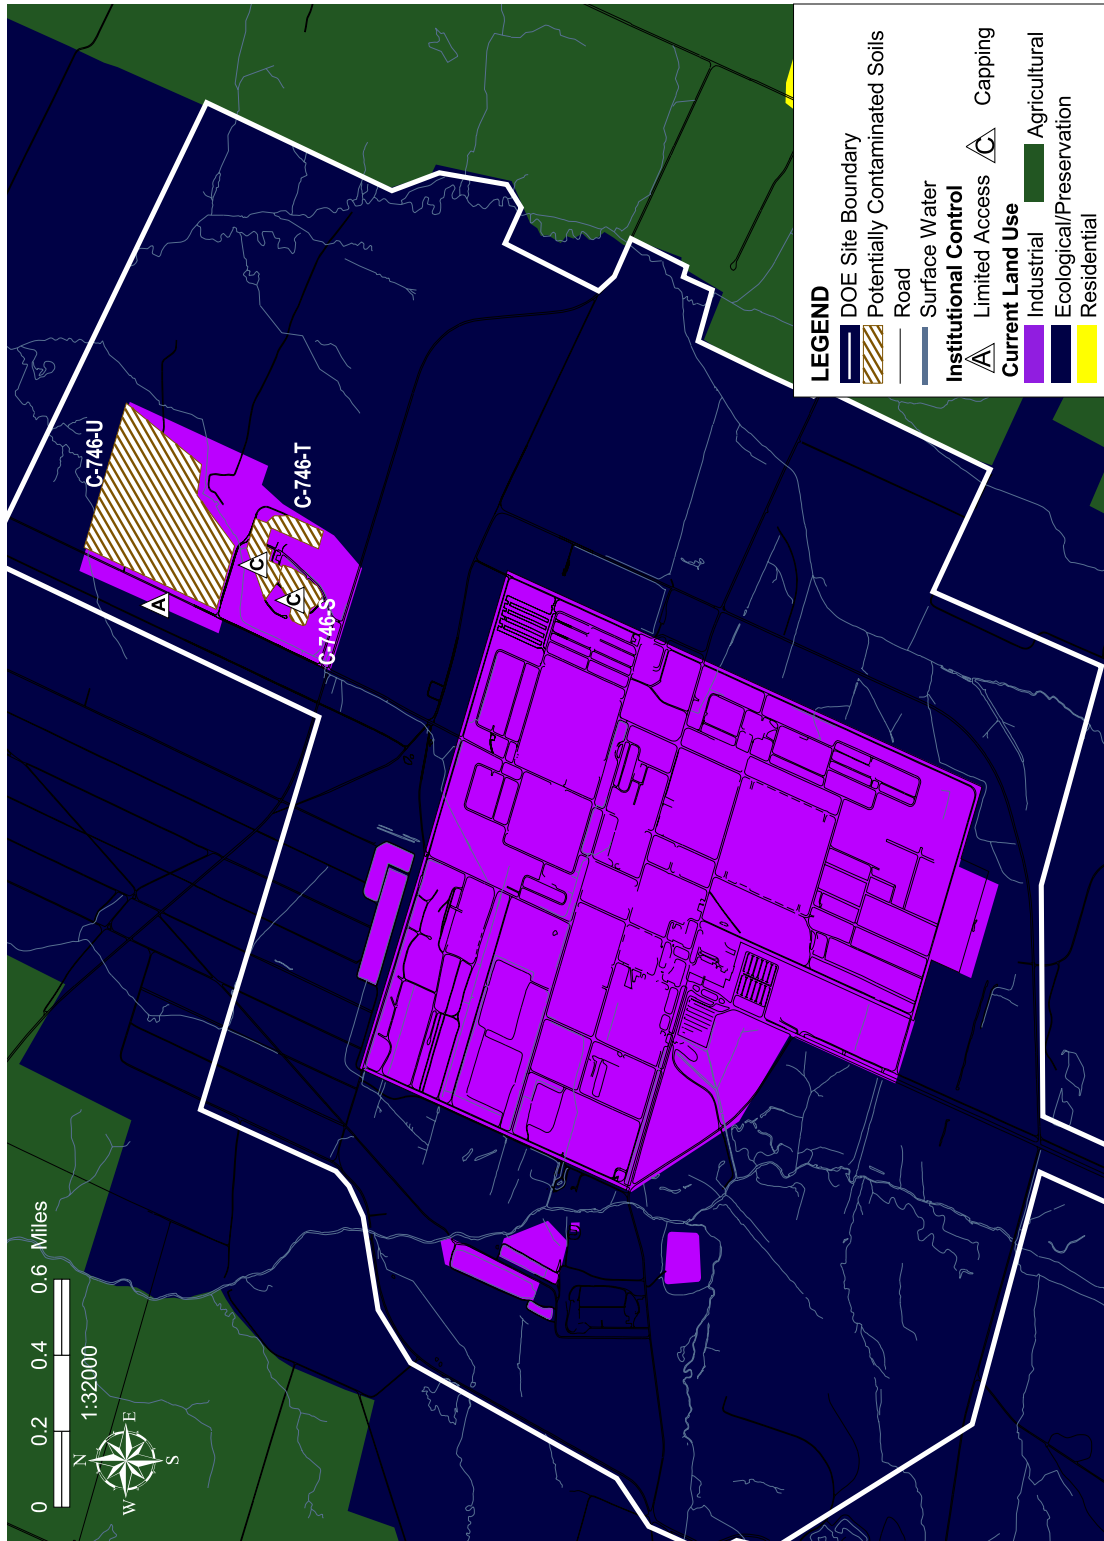 C-746-U
C-746-T
C-746-S
A
C
C
0 0.2 0.4 0.6 Miles
1:32000
N
W E
S
LEGEND
DOE Site Boundary
Potentially Contaminated Soils
Road
Surface Water
Institutional Control
A Limited Access C Capping
Current Land Use
Industrial Agricultural
Ecological/Preservation
Residential